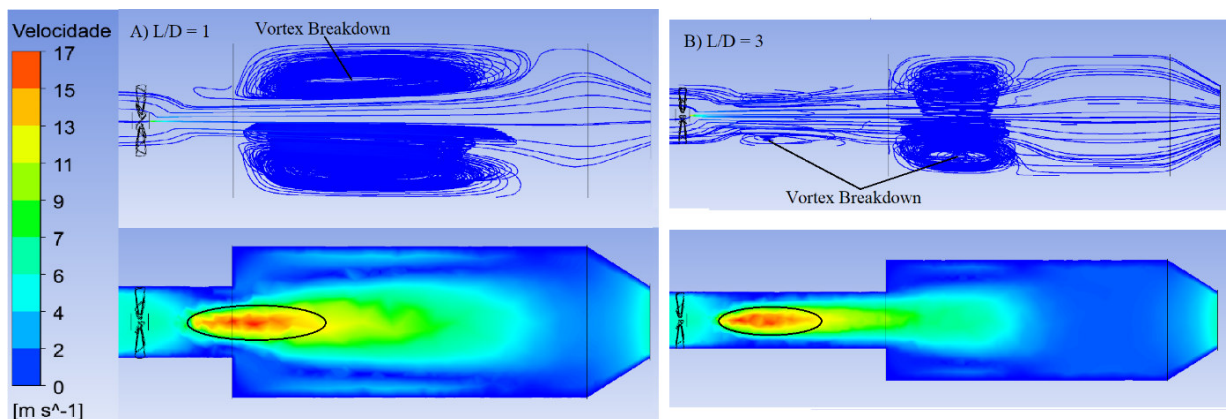 Velocidade
17
15
13
11
9
7
6
4
2
0
[m s^-1]
A) L/D = 1
Vortex Breakdown
B) L/D = 3
Vortex Breakdown